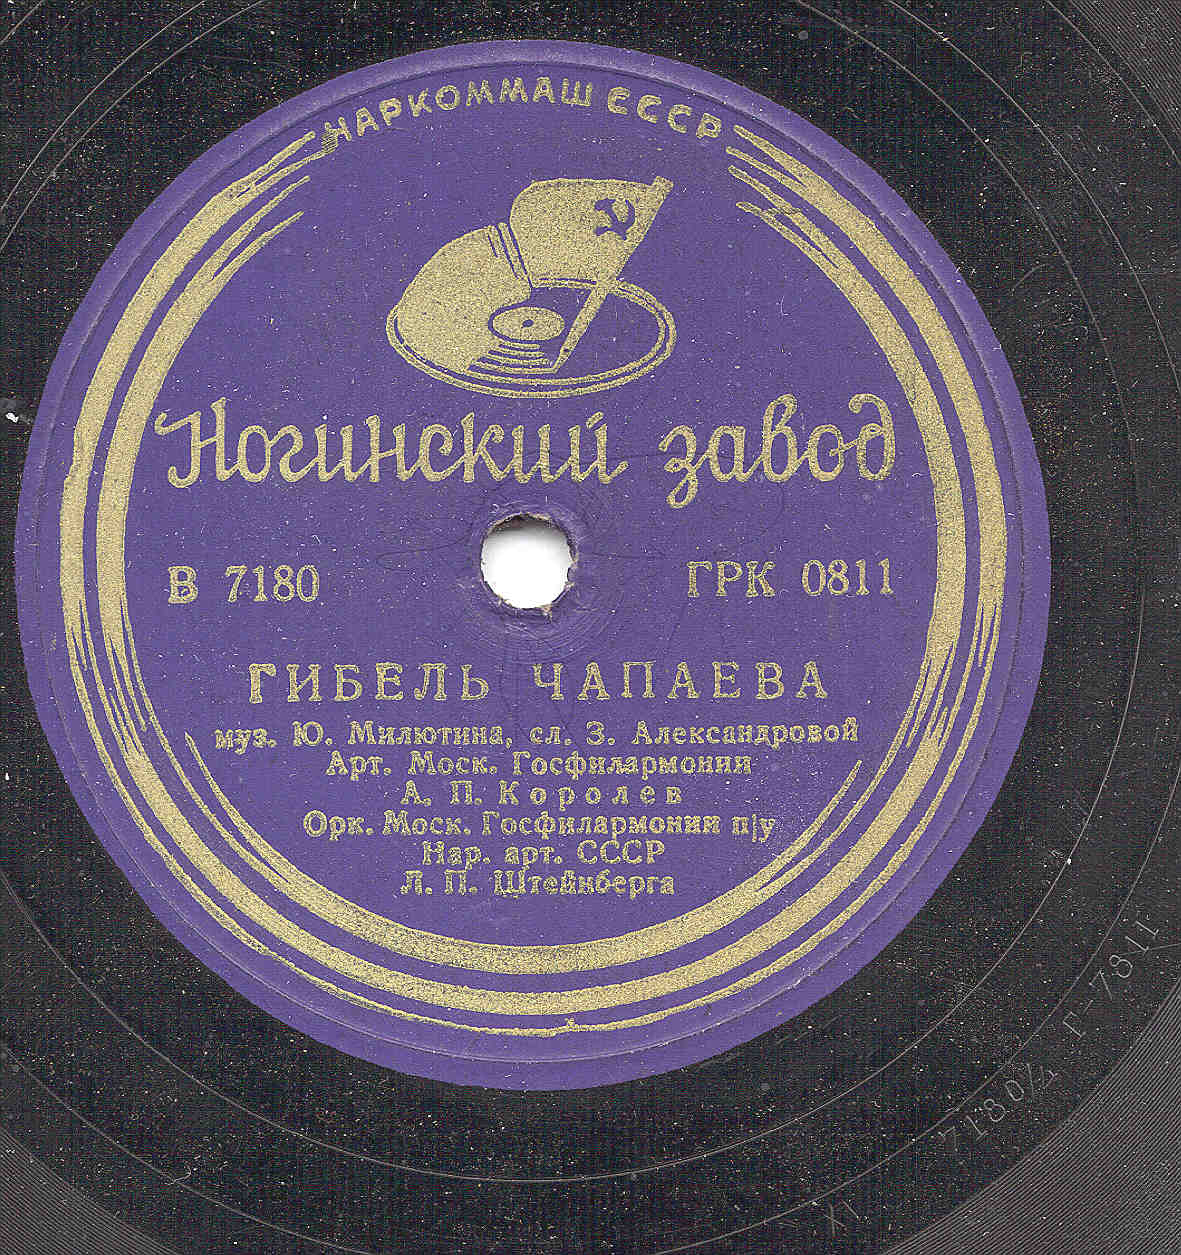 НАРКОММАШ СССР
Ногинский завод
В 7180 ГРК 0811
ГИБЕЛЬ ЧАПАЕВА
муз. Ю. Милютина, сл. З. Александровой
Арт. Моск. Госфилармонии
А. П. Королев
Орк. Моск. Госфилармонии п/у
Нар. арт. СССР
Л. П. Штейнберга
XI 7180/4 Г-7811